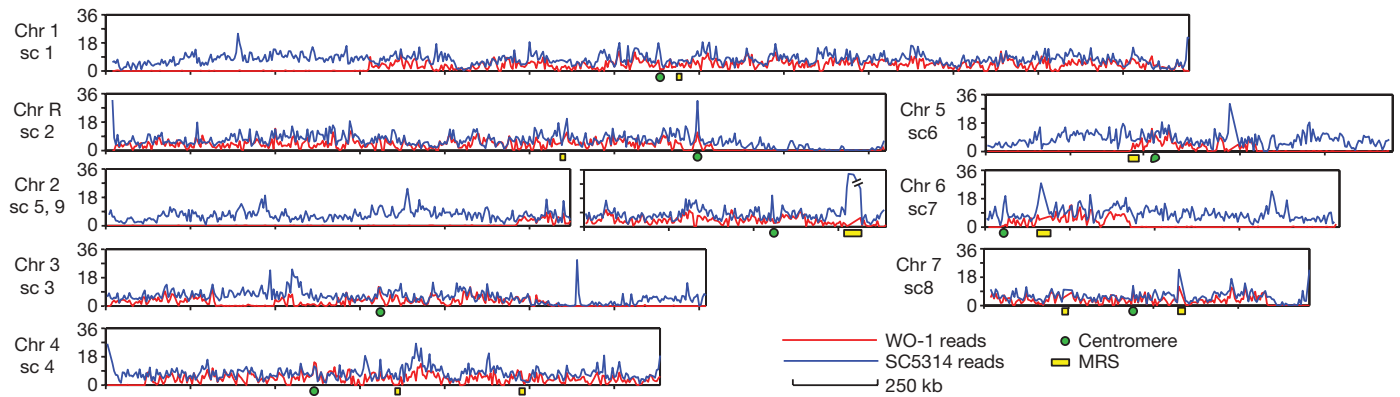 Chr 1
sc 1
36
18
0
Chr R
sc 2
36
18
0
Chr 5
sc6
36
18
0
Chr 2
sc 5, 9
36
18
0
Chr 6
sc7
36
18
0
Chr 3
sc 3
36
18
0
Chr 7
sc8
36
18
0
Chr 4
sc 4
36
18
0
WO-1 reads
SC5314 reads
250 kb
Centromere
MRS